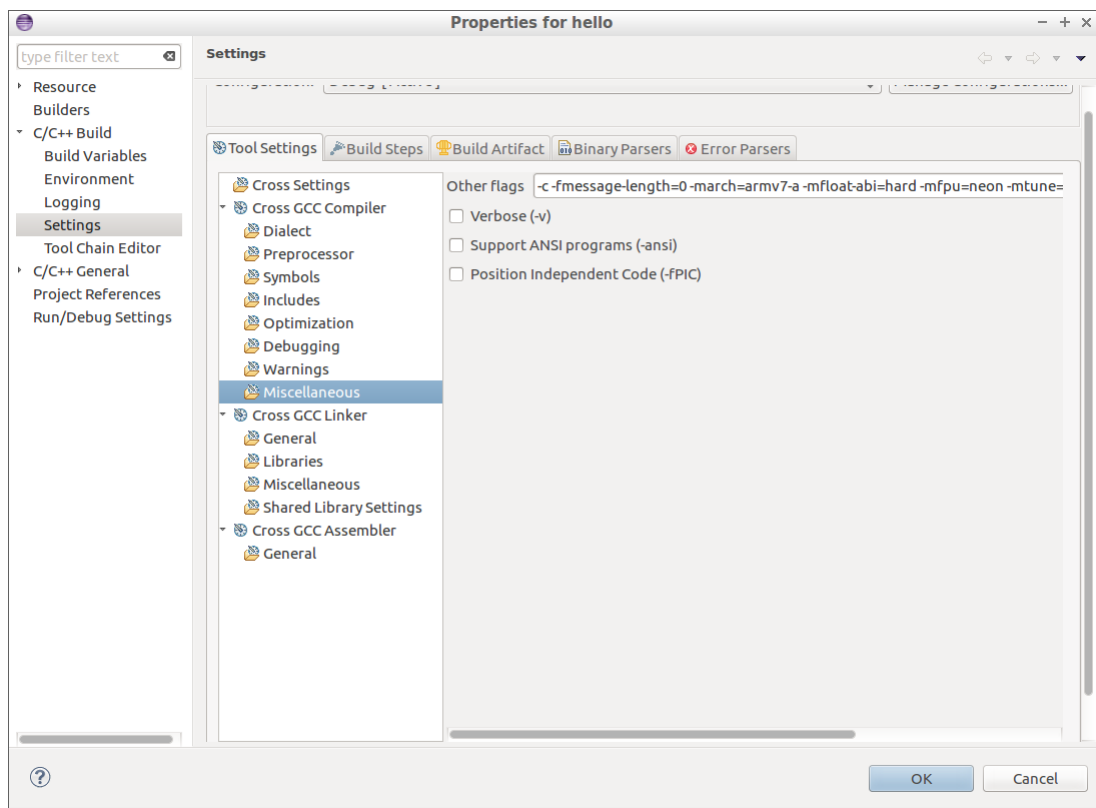 Properties for hello
type filter text
Resource
Builders
C/C++ Build
Build Variables
Environment
Logging
Settings
Tool Chain Editor
C/C++ General
Project References
Run/Debug Settings
Settings
Tool Settings
Build Steps
Build Artifact
Binary Parsers
Error Parsers
Cross Settings
Cross GCC Compiler
Dialect
Preprocessor
Symbols
Includes
Optimization
Debugging
Warnings
Miscellaneous
Cross GCC Linker
General
Libraries
Miscellaneous
Shared Library Settings
Cross GCC Assembler
General
Other flags -c -fmessage-length=0 -march=armv7-a -mfloat-abi=hard -mfpu=neon -mtune=
Verbose (-v)
Support ANSI programs (-ansi)
Position Independent Code (-fPIC)
OK
Cancel